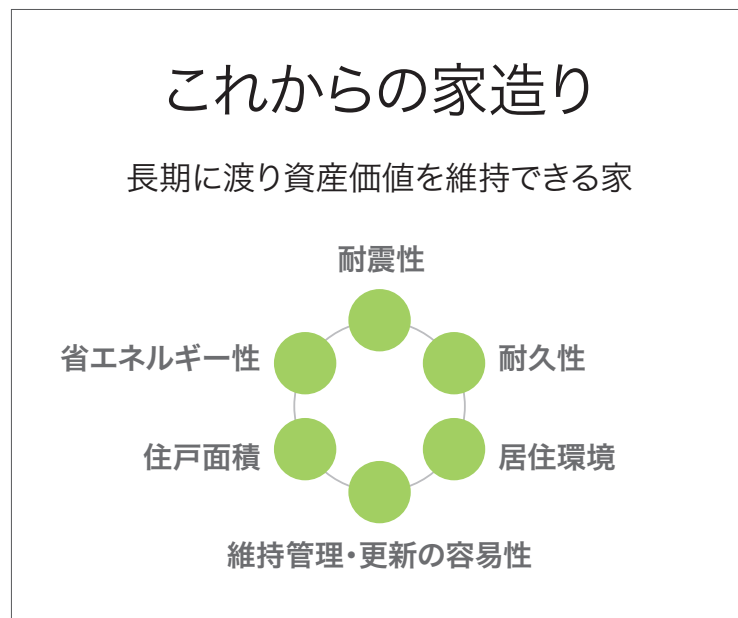 これからの家造り
長期に渡り資産価値を維持できる家
耐震性
省エネルギー性
耐久性
住戸面積
居住環境
維持管理・更新の容易性